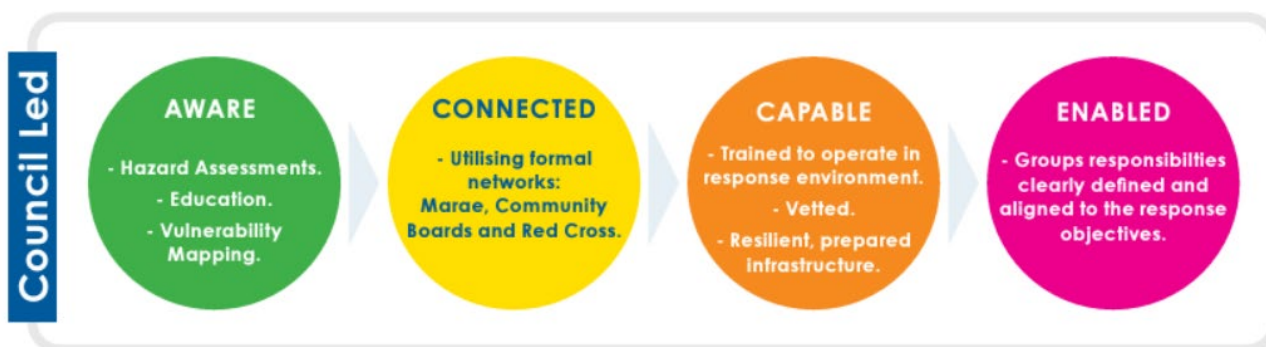 Council Led
AWARE
- Hazard Assessments.
- Education.
- Vulnerability
Mapping.
CONNECTED
- Utilising formal
networks:
Marae, Community
Boards and Red Cross.
CAPABLE
- Trained to operate in
response environment.
- Vetted.
- Resilient, prepared
infrastructure.
ENABLED
- Groups responsibilties
clearly defined and
aligned to the response
objectives.